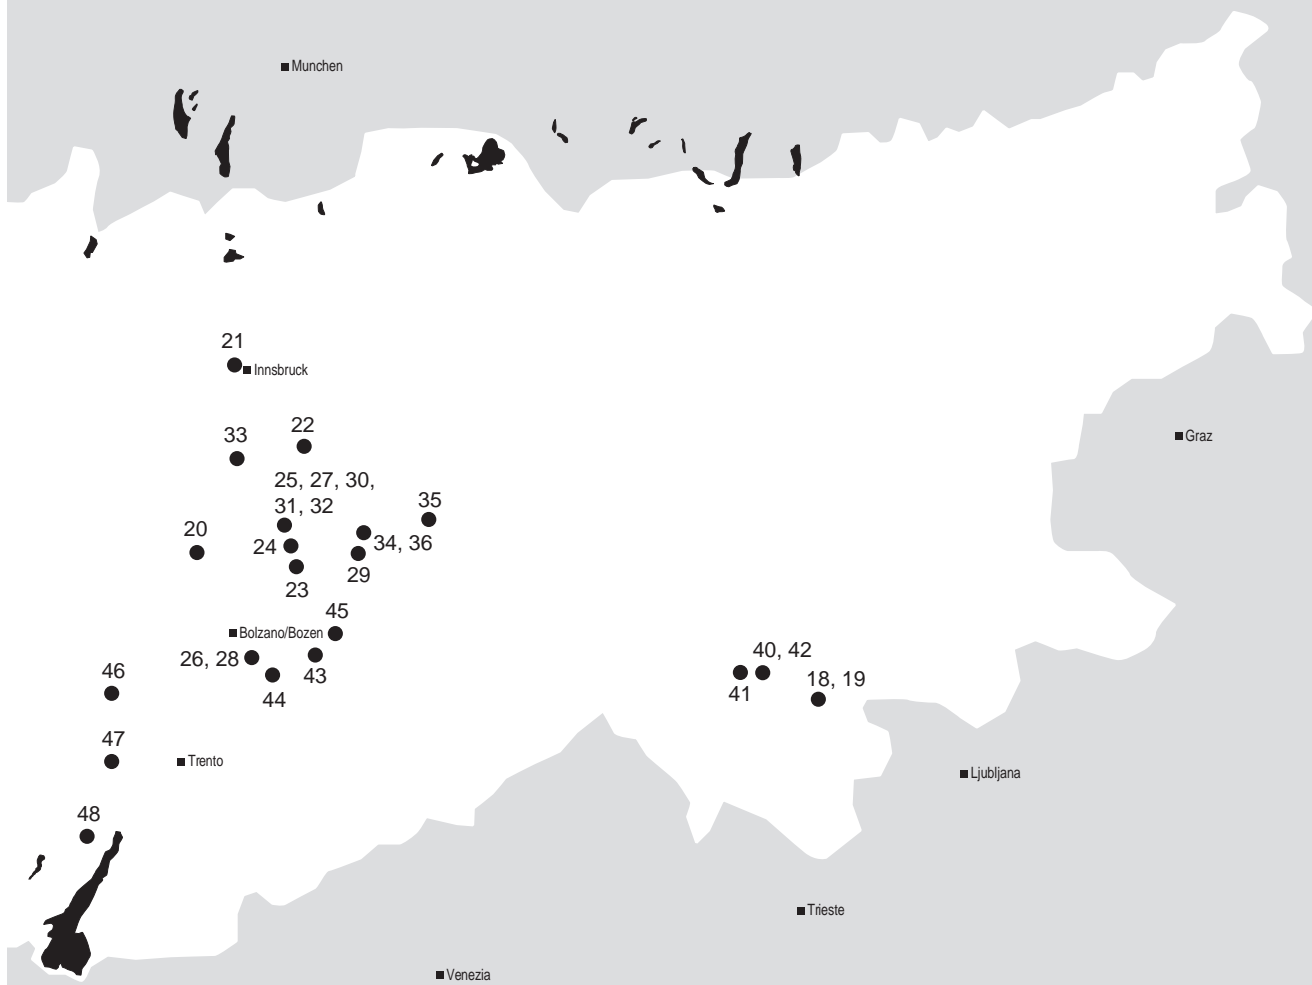 Munchen
21
Innsbruck
22
33
25, 27, 30,
31, 32
35
20
24
34, 36
29
23
45
Bolzano/Bozen
26, 28
43
44
46
47
Trento
48
40, 42
41
18, 19
Graz
Ljubljana
Trieste
Venezia